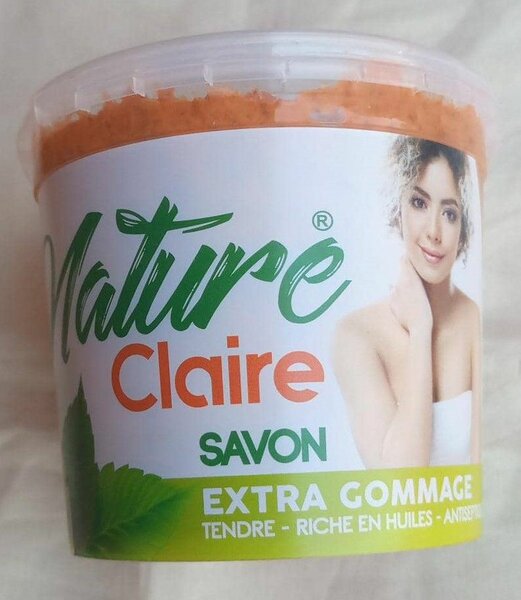 Nature®
Claire
SAVON
EXTRA GOMMAGE
TENDRE - RICHE EN HUILES -